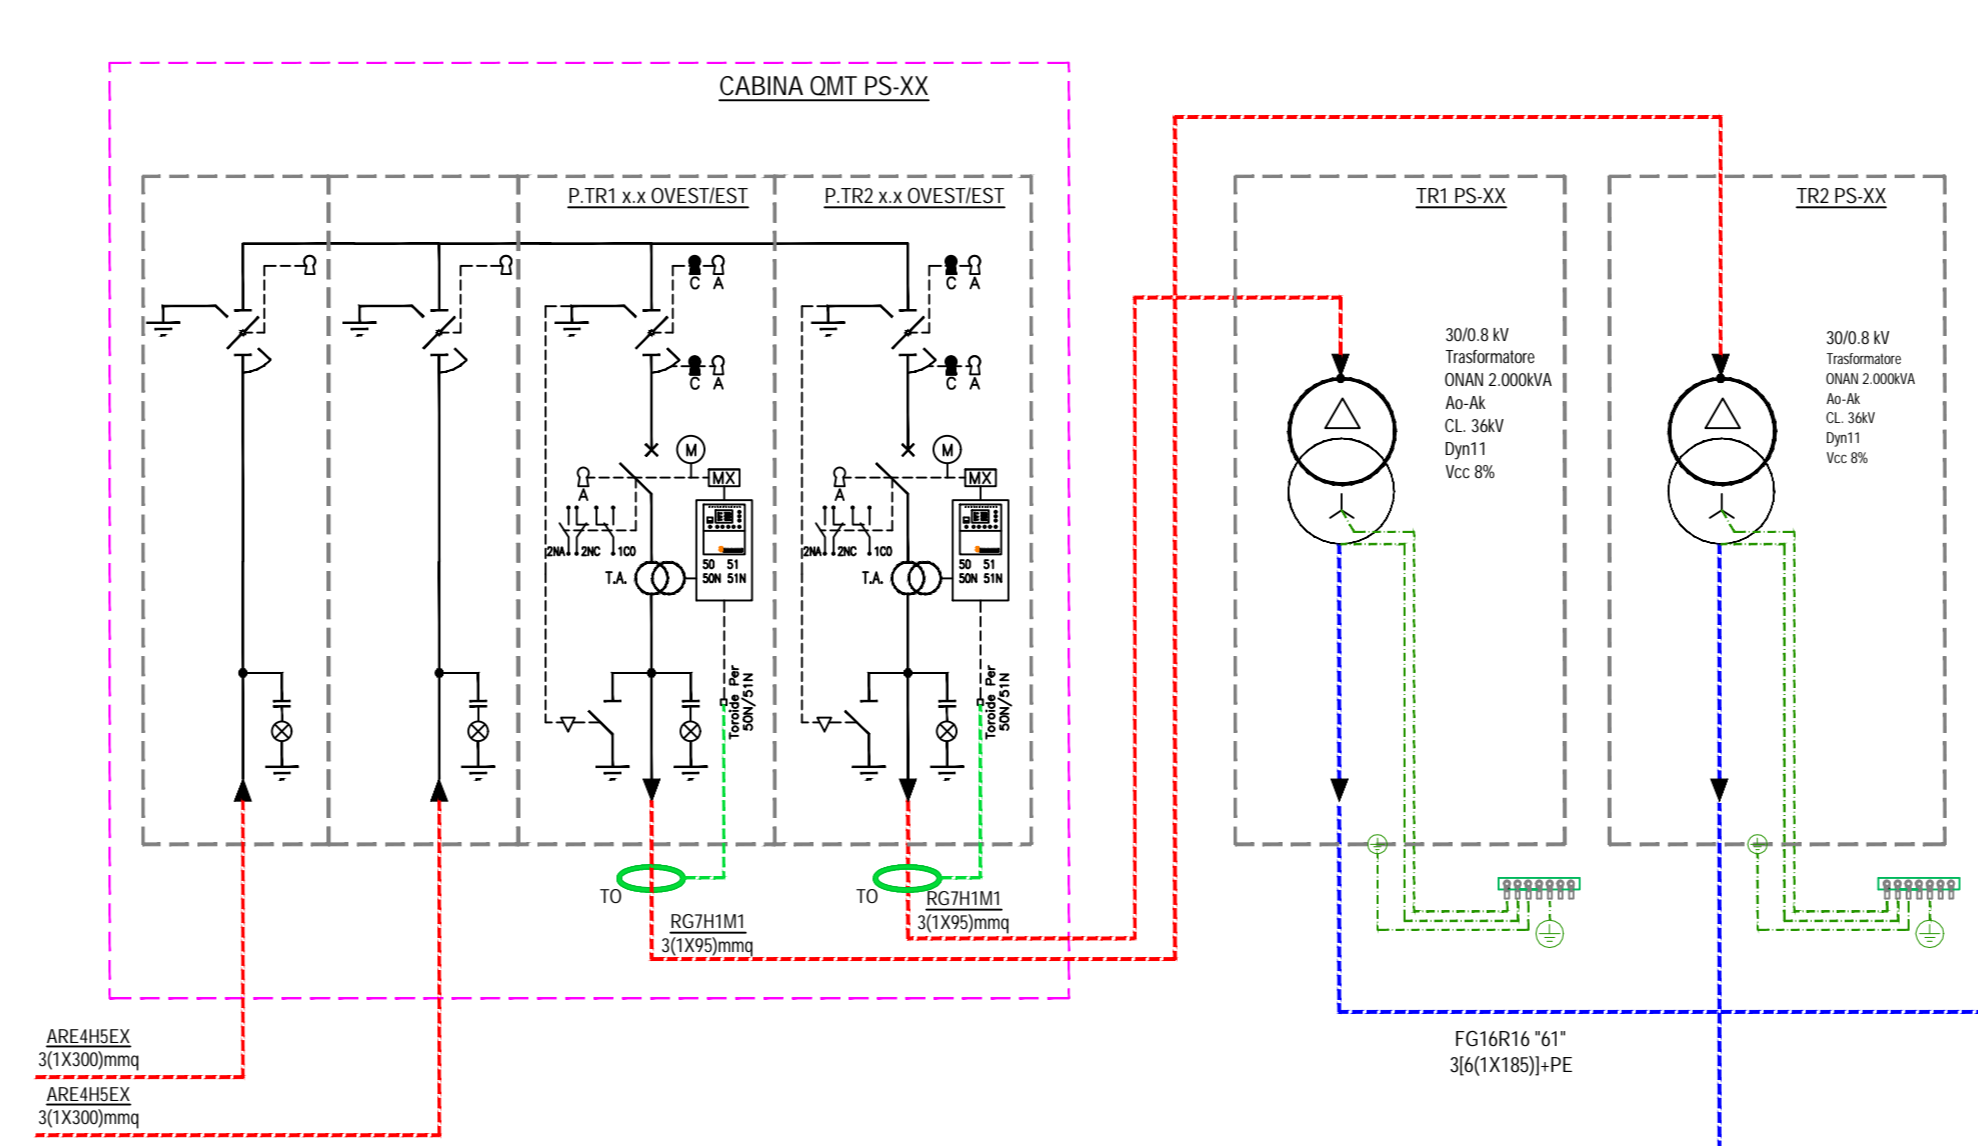 CABINA QMT PS-XX
P.TR1 x.x OVEST/EST
P.TR2 x.x OVEST/EST
TR1 PS-XX
TR2 PS-XX
C A
C A
C A
C A
30/0.8 kV
Trasformatore
ONAN 2.000kVA
Ao-Ak
CL. 36kV
Dyn11
Vcc 8%
30/0.8 kV
Trasformatore
ONAN 2.000kVA
Ao-Ak
CL. 36kV
Dyn11
Vcc 8%
M
MX
A
2NA 2NC 1CO
50 51
50N 51N
T.A.
Toroide Per
50N/51N
M
MX
A
2NA 2NC 1CO
50 51
50N 51N
T.A.
Toroide Per
50N/51N
TO
RG7H1M1
3(1X95)mmq
TO
RG7H1M1
3(1X95)mmq
ARE4H5EX
3(1X300)mmq
ARE4H5EX
3(1X300)mmq
FG16R16 "61"
3[6(1X185)]+PE